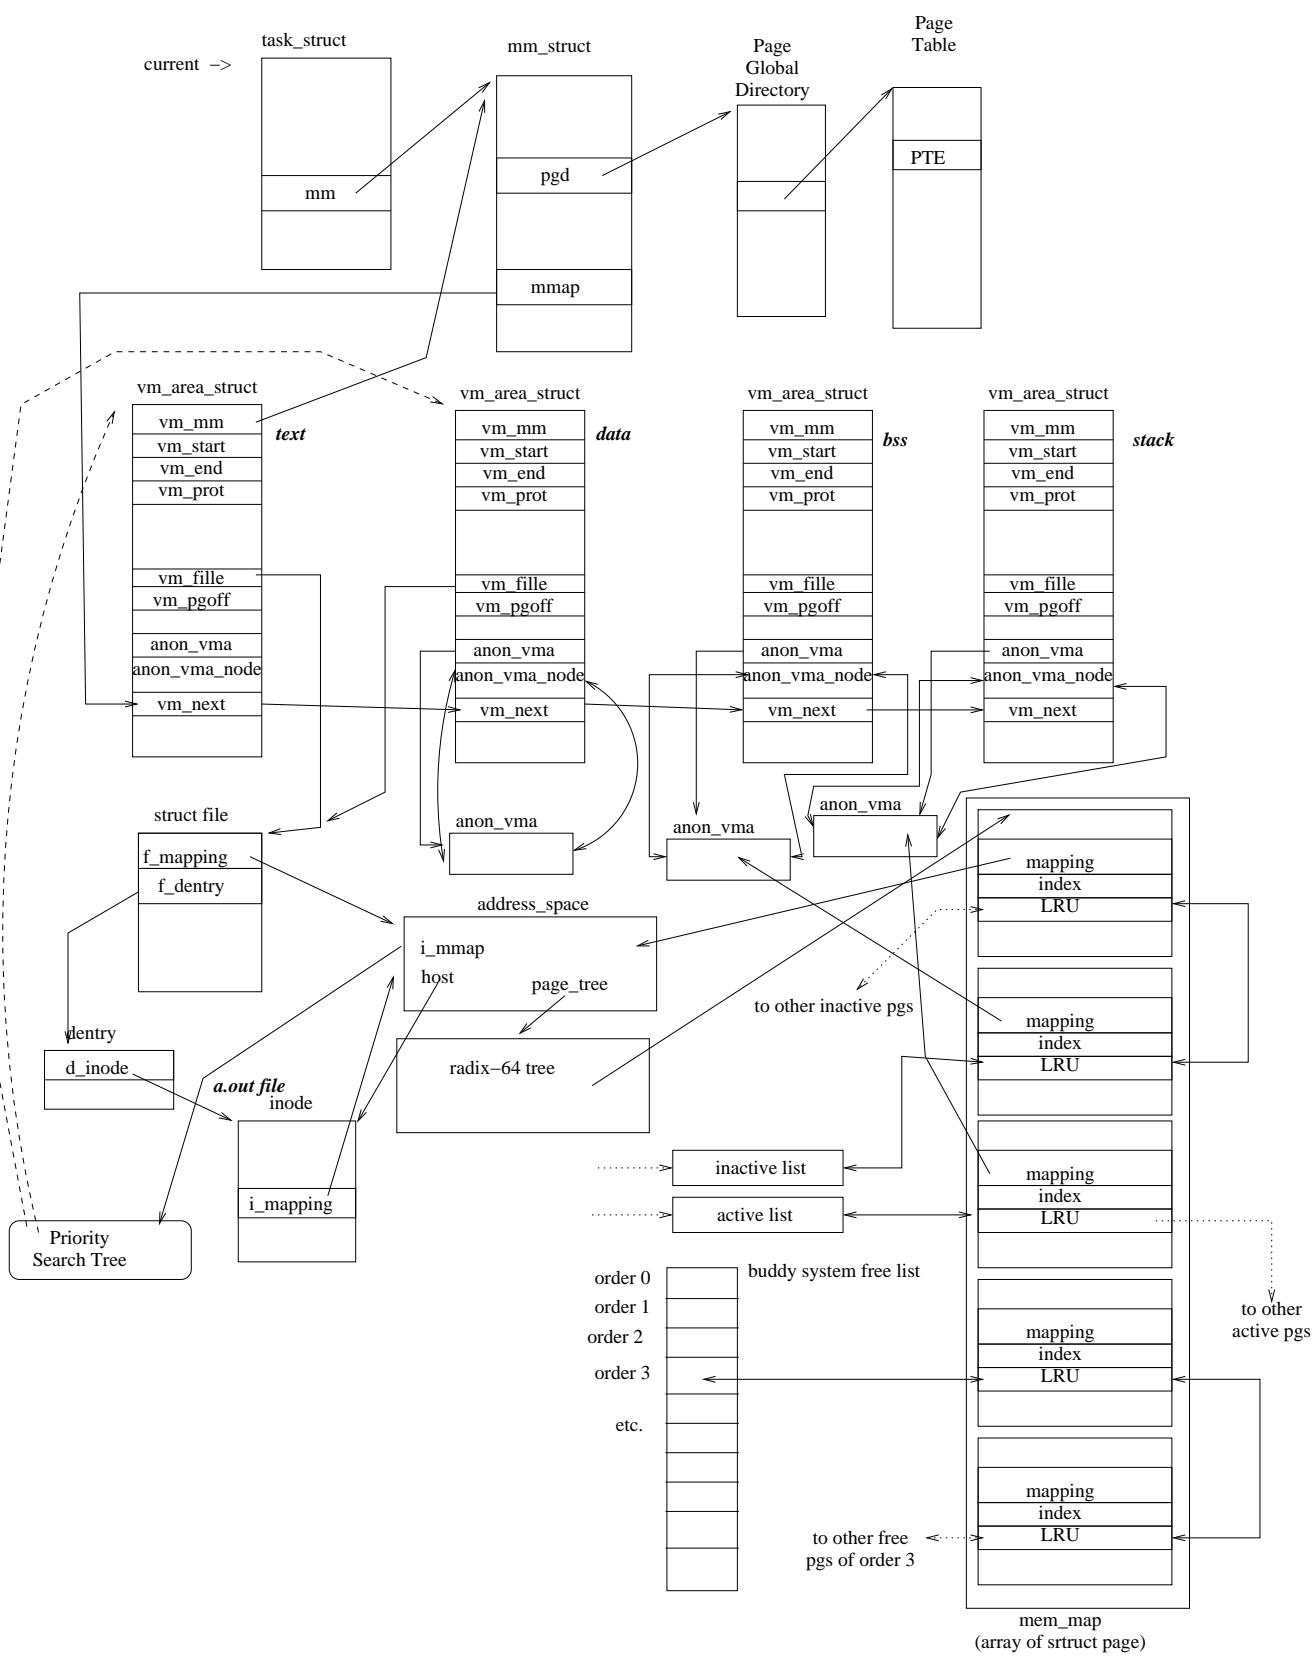 task_struct
current −>
mm
mm_struct
pgd
mmap
Page
Global
Directory
Page
Table
PTE
vm_area_struct
text
vm_mm
vm_start
vm_end
vm_prot
vm_fille
vm_pgoff
anon_vma
anon_vma_node
vm_next
vm_area_struct
data
vm_mm
vm_start
vm_end
vm_prot
vm_fille
vm_pgoff
anon_vma
anon_vma_node
vm_next
vm_area_struct
bss
vm_mm
vm_start
vm_end
vm_prot
vm_fille
vm_pgoff
anon_vma
anon_vma_node
vm_next
vm_area_struct
stack
vm_mm
vm_start
vm_end
vm_prot
vm_fille
vm_pgoff
anon_vma
anon_vma_node
vm_next
struct file
f_mapping
f_dentry
anon_vma
anon_vma
anon_vma
address_space
i_mmap
host
page_tree
radix−64 tree
dentry
d_inode
a.out file
inode
i_mapping
Priority
Search Tree
to other inactive pgs
inactive list
active list
buddy system free list
order 0
order 1
order 2
order 3
etc.
mapping
index
LRU
mapping
index
LRU
mapping
index
LRU
to other
active pgs
mapping
index
LRU
mapping
index
LRU
to other free
pgs of order 3
mem_map
(array of srtruct page)